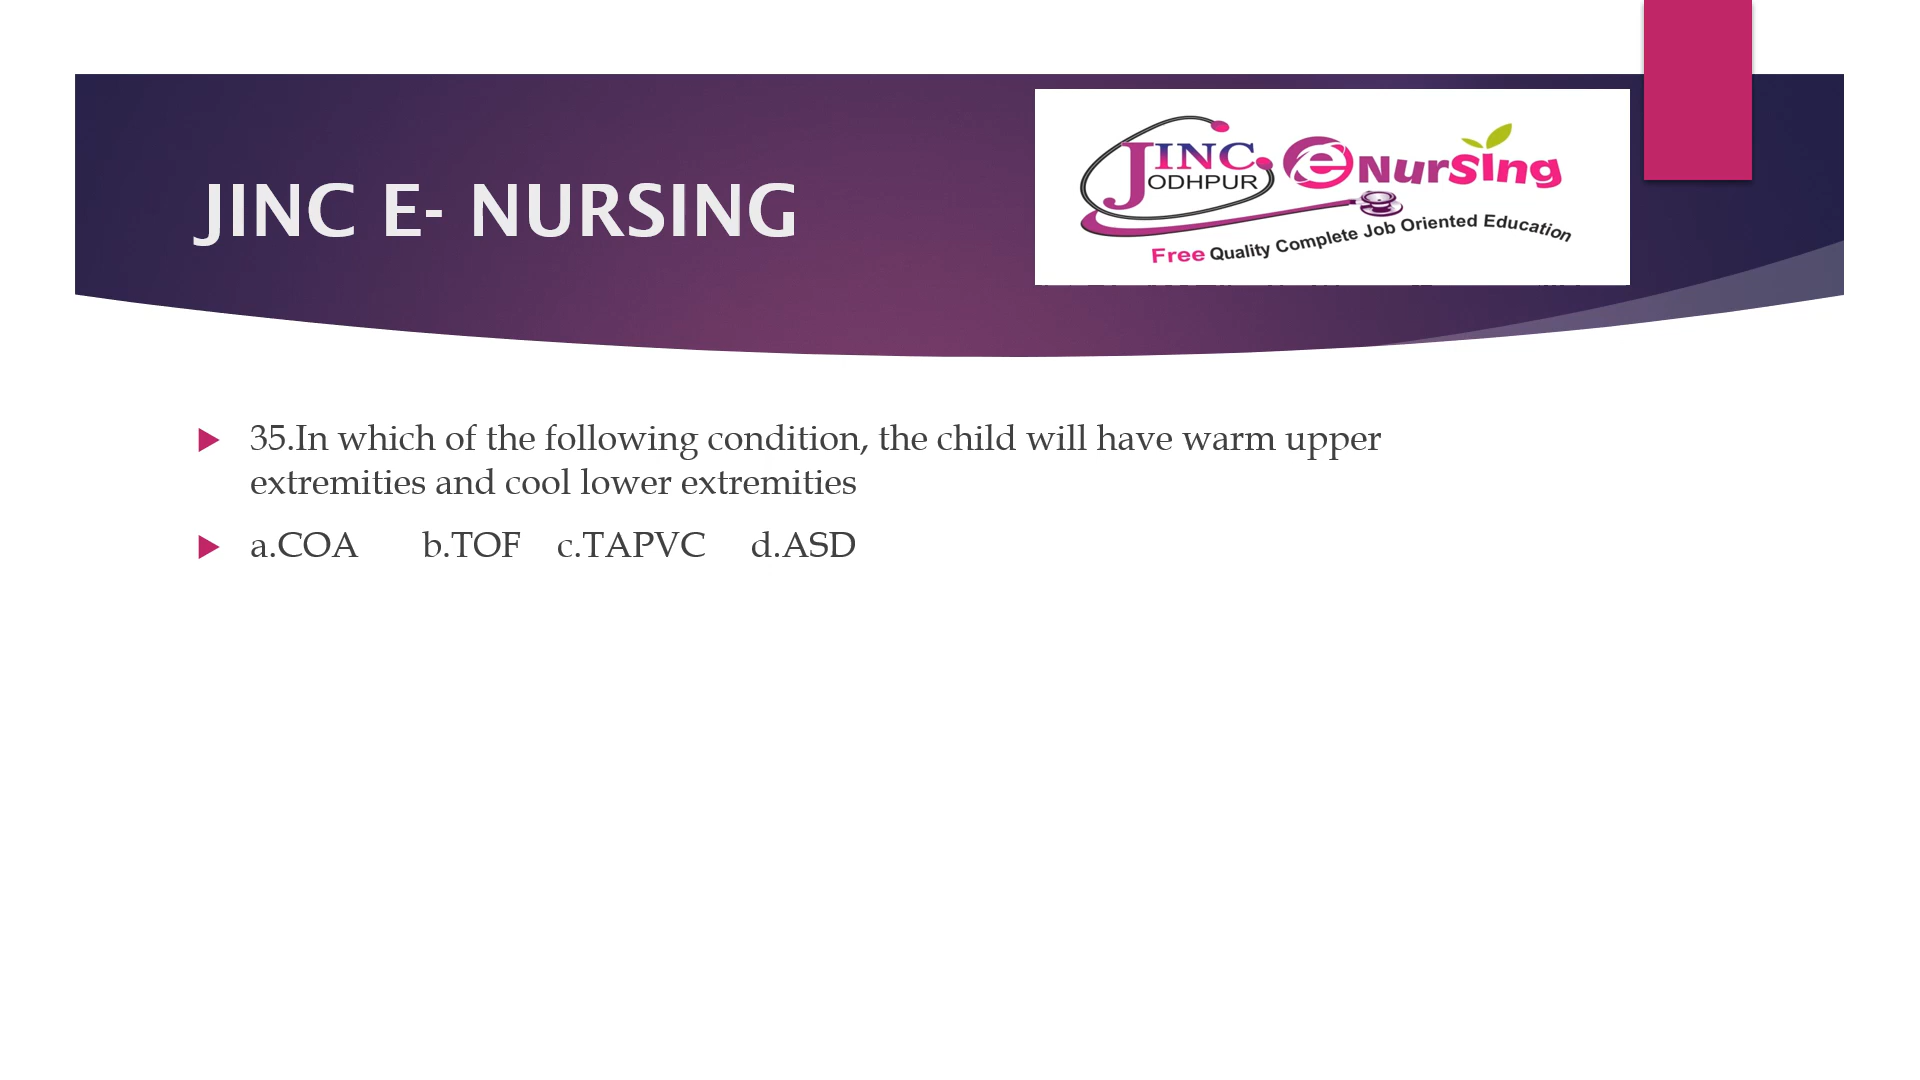 JINC E- NURSING
JINC
ODHPUR
e Nursing
Free Quality Complete Job Oriented Education
35.In which of the following condition, the child will have warm upper
extremities and cool lower extremities
a.COA b.TOF c.TAPVC d.ASD